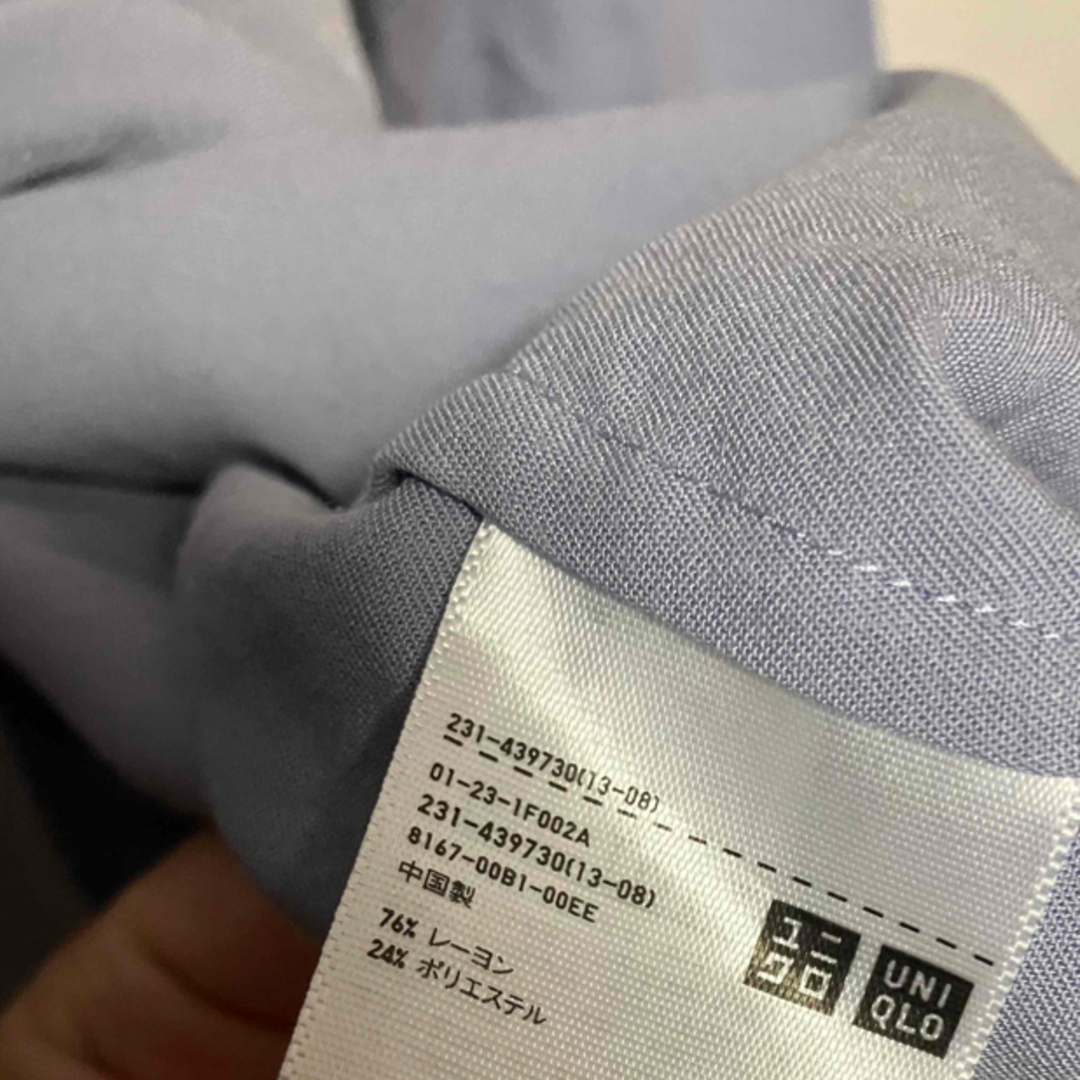 231-439730(13-08)
01-23-1F002A
231-439730(13-08)
8167-00B1-00EE
中国製
76% レーヨン
24% ポリエステル
ユニ
クロ
UNI
QLO